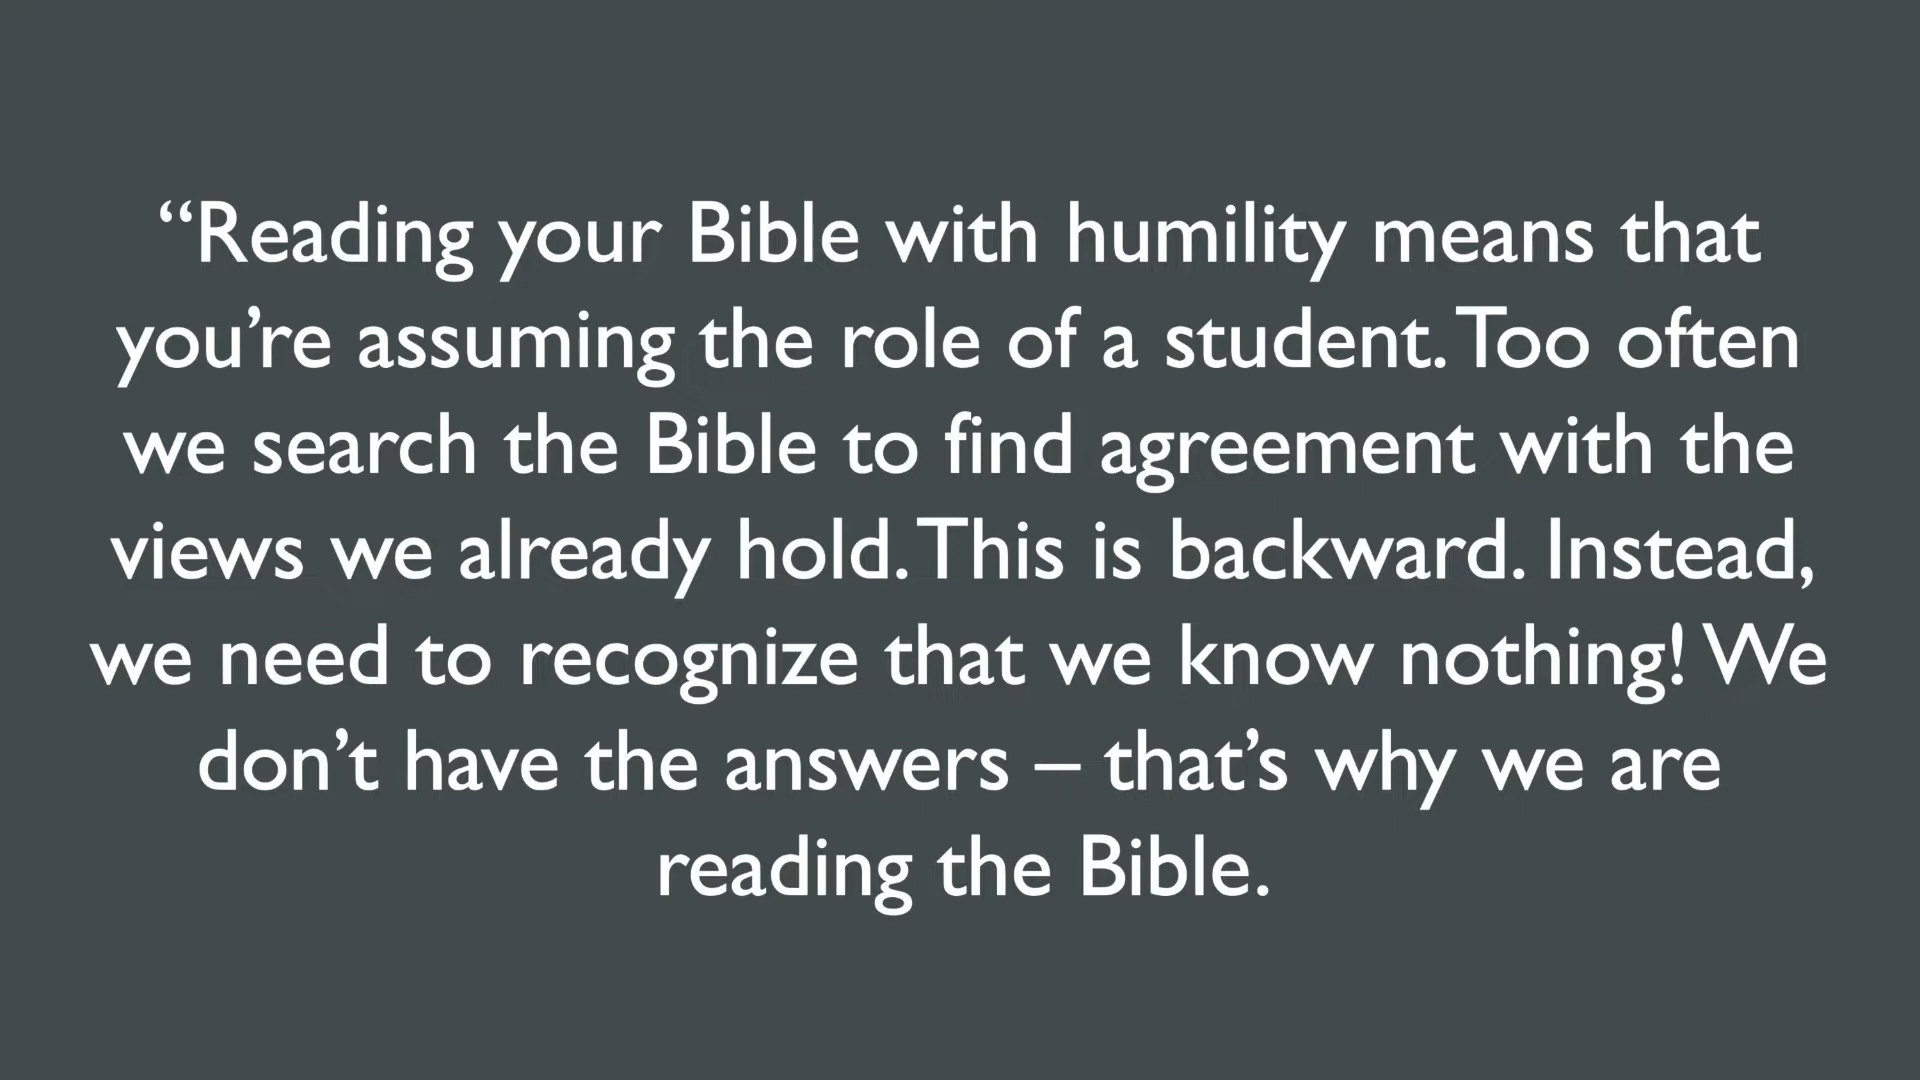 “Reading your Bible with humility means that
you’re assuming the role of a student. Too often
we search the Bible to find agreement with the
views we already hold. This is backward. Instead,
we need to recognize that we know nothing! We
don’t have the answers – that’s why we are
reading the Bible.